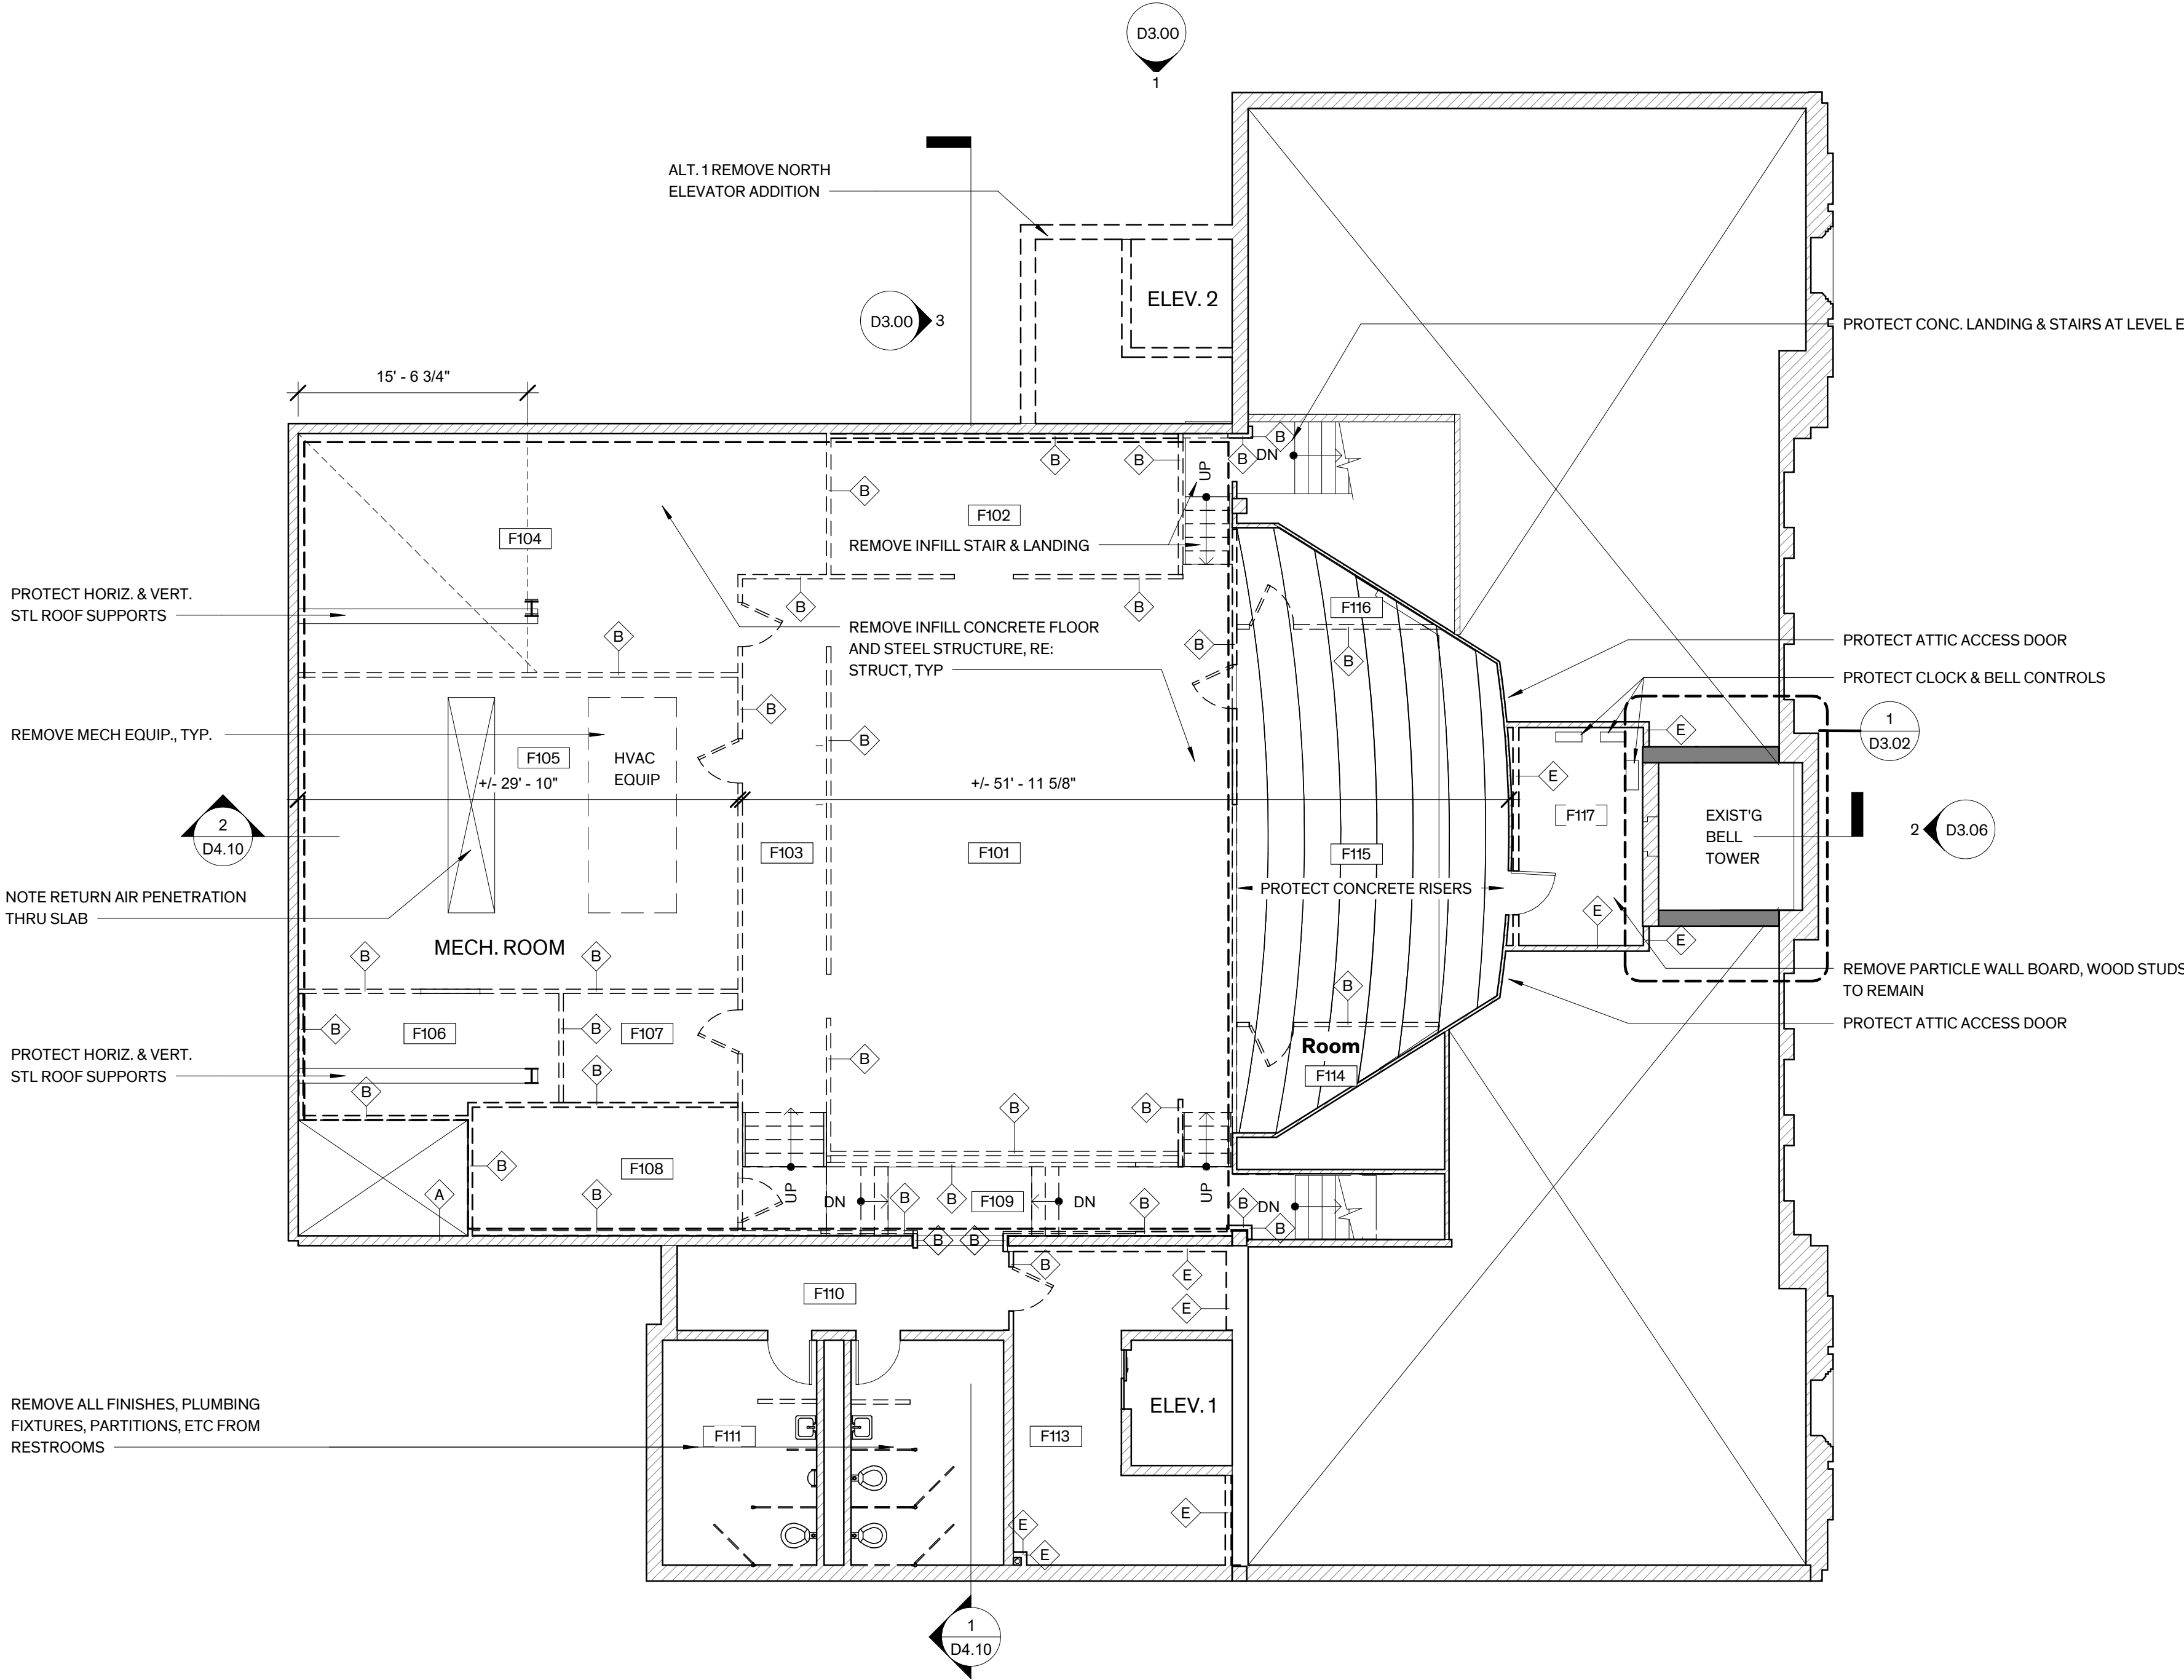 D3.00
1
ALT. 1 REMOVE NORTH
ELEVATOR ADDITION
ELEV. 2
D3.00
3
PROTECT CONC. LANDING & STAIRS AT LEVEL E
15' - 6 3/4"
B
B
B
B
DN
UP
B
F102
F104
REMOVE INFILL STAIR & LANDING
PROTECT HORIZ. & VERT.
STL ROOF SUPPORTS
B
B
F116
REMOVE INFILL CONCRETE FLOOR
AND STEEL STRUCTURE, RE:
STRUCT, TYP
B
B
B
PROTECT ATTIC ACCESS DOOR
PROTECT CLOCK & BELL CONTROLS
B
B
E
1
D3.02
REMOVE MECH EQUIP., TYP.
F105
HVAC
EQUIP
+/- 29' - 10"
+/- 51' - 11 5/8"
E
F117
EXIST'G
BELL
TOWER
2
D3.06
2
D4.10
F103
F101
F115
PROTECT CONCRETE RISERS
NOTE RETURN AIR PENETRATION
THRU SLAB
E
E
MECH. ROOM
B
B
REMOVE PARTICLE WALL BOARD, WOOD STUDS
TO REMAIN
B
B
F106
B
F107
PROTECT ATTIC ACCESS DOOR
Room
F114
PROTECT HORIZ. & VERT.
STL ROOF SUPPORTS
B
B
B
B
B
B
F108
B
A
B
UP
DN
B
B
F109
DN
B
UP
B
DN
B
B
B
B
E
E
F110
REMOVE ALL FINISHES, PLUMBING
FIXTURES, PARTITIONS, ETC FROM
RESTROOMS
F111
F113
ELEV. 1
E
E
E
1
D4.10